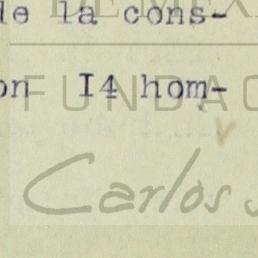 de la cons-
on I4 hom-
FUNDAC
Carlos